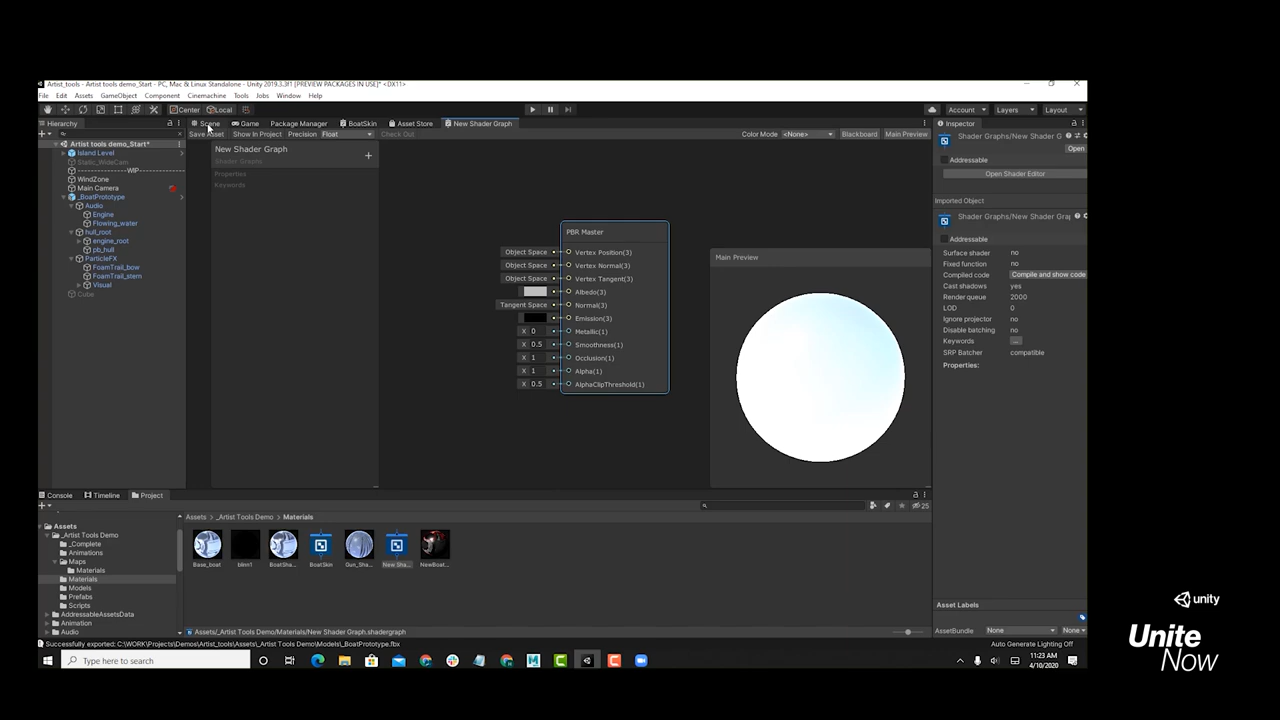 Artist_tools - Artist tools demo_Start - PC, Mac & Linux Standalone - Unity 2019.3.3f1 [PREVIEW PACKAGES IN USE]* <DX11>
File Edit Assets GameObject Component Cinemachine Tools Jobs Window Help
Center Local Account Layers Layout
Hierarchy
Scene Game Package Manager BoatSkin Asset Store New Shader Graph
Inspector
Save Asset Show In Project Precision Float Check Out Color Mode <None> Blackboard Main Preview
Artist tools demo_Start*
Island Level
Static_WideCam
---------------WIP---------------
WindZone
Main Camera
_BoatPrototype
Audio
Engine
Flowing_water
hull_root
engine_root
pb_hull
ParticleFX
FoamTrail_bow
FoamTrail_stern
Visual
Cube
New Shader Graph
Shader Graphs
Properties
Keywords
PBR Master
Object Space Vertex Position(3)
Object Space Vertex Normal(3)
Object Space Vertex Tangent(3)
Albedo(3)
Tangent Space Normal(3)
Emission(3)
X 0 Metallic(1)
X 0.5 Smoothness(1)
X 1 Occlusion(1)
X 1 Alpha(1)
X 0.5 AlphaClipThreshold(1)
Main Preview
Shader Graphs/New Shader G
Open
Addressable
Open Shader Editor
Imported Object
Shader Graphs/New Shader Gra
Addressable
Surface shader no
Fixed function no
Compiled code Compile and show code
Cast shadows yes
Render queue 2000
LOD 0
Ignore projector no
Disable batching no
Keywords ...
SRP Batcher compatible
Properties:
Asset Labels
AssetBundle None None
Console Timeline Project
25
Assets
_Artist Tools Demo
_Complete
Animations
Maps
Materials
Materials
Models
Prefabs
Scripts
AddressableAssetsData
Animation
Audio
Assets > _Artist Tools Demo > Materials
Base_boat blinn1 BoatSha... BoatSkin Gun_Sha... New Sha... NewBoat...
Assets/_Artist Tools Demo/Materials/New Shader Graph.shadergraph
Successfully exported: C:\WORK\Projects\Demos\Artist_tools\Assets\_Artist Tools Demo\Models\_BoatPrototype.fbx
Auto Generate Lighting Off
Type here to search
11:23 AM
4/10/2020
unity
Unite
Now